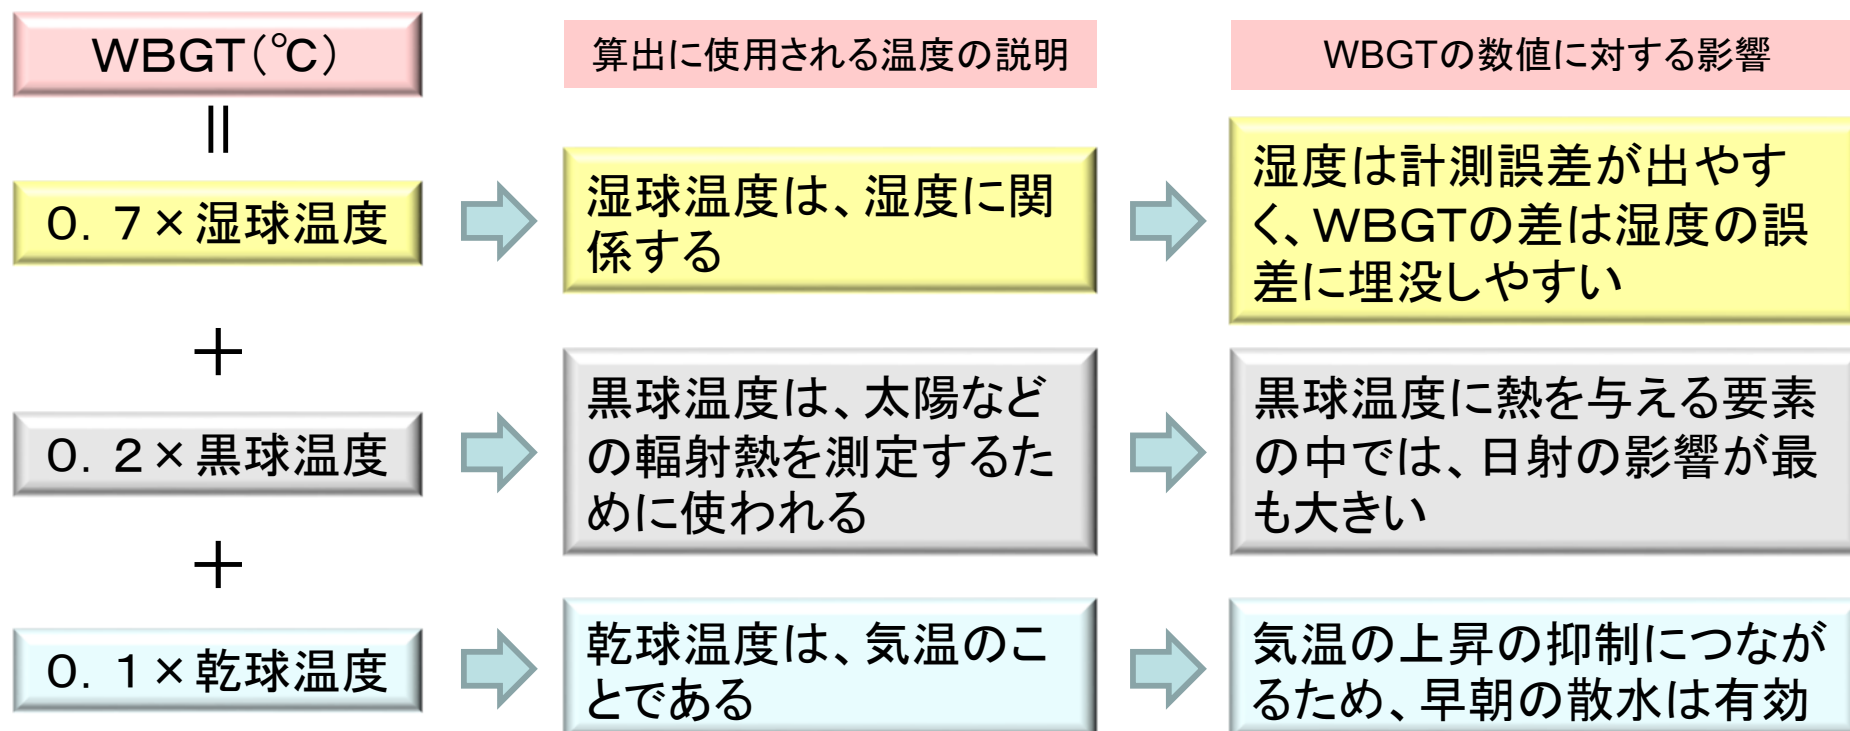 WBGT(℃)
算出に使用される温度の説明
WBGTの数値に対する影響
＝
０．７×湿球温度
湿球温度は、湿度に関
係する
湿度は計測誤差が出やす
く、WBGTの差は湿度の誤
差に埋没しやすい
＋
０．２×黒球温度
黒球温度は、太陽など
の輻射熱を測定するた
めに使われる
黒球温度に熱を与える要素
の中では、日射の影響が最
も大きい
＋
０．１×乾球温度
乾球温度は、気温のこ
とである
気温の上昇の抑制につなが
るため、早朝の散水は有効